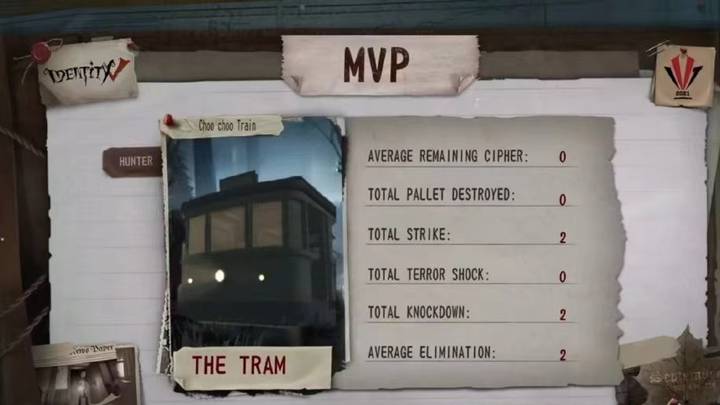 MVP
IDENTITY V
Choo choo Train
HUNTER
THE TRAM
AVERAGE REMAINING CIPHER: 0
TOTAL PALLET DESTROYED: 0
TOTAL STRIKE: 2
TOTAL TERROR SHOCK: 0
TOTAL KNOCKDOWN: 2
AVERAGE ELIMINATION: 2